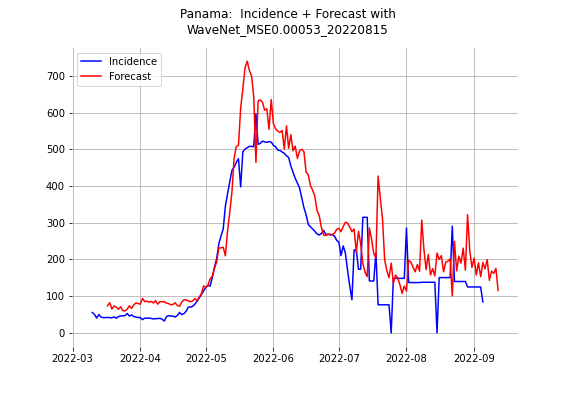 Panama:  Incidence + Forecast with
WaveNet_MSE0.00053_20220815
Incidence
Forecast
700
600
500
400
300
200
100
0
2022-03 2022-04 2022-05 2022-06 2022-07 2022-08 2022-09